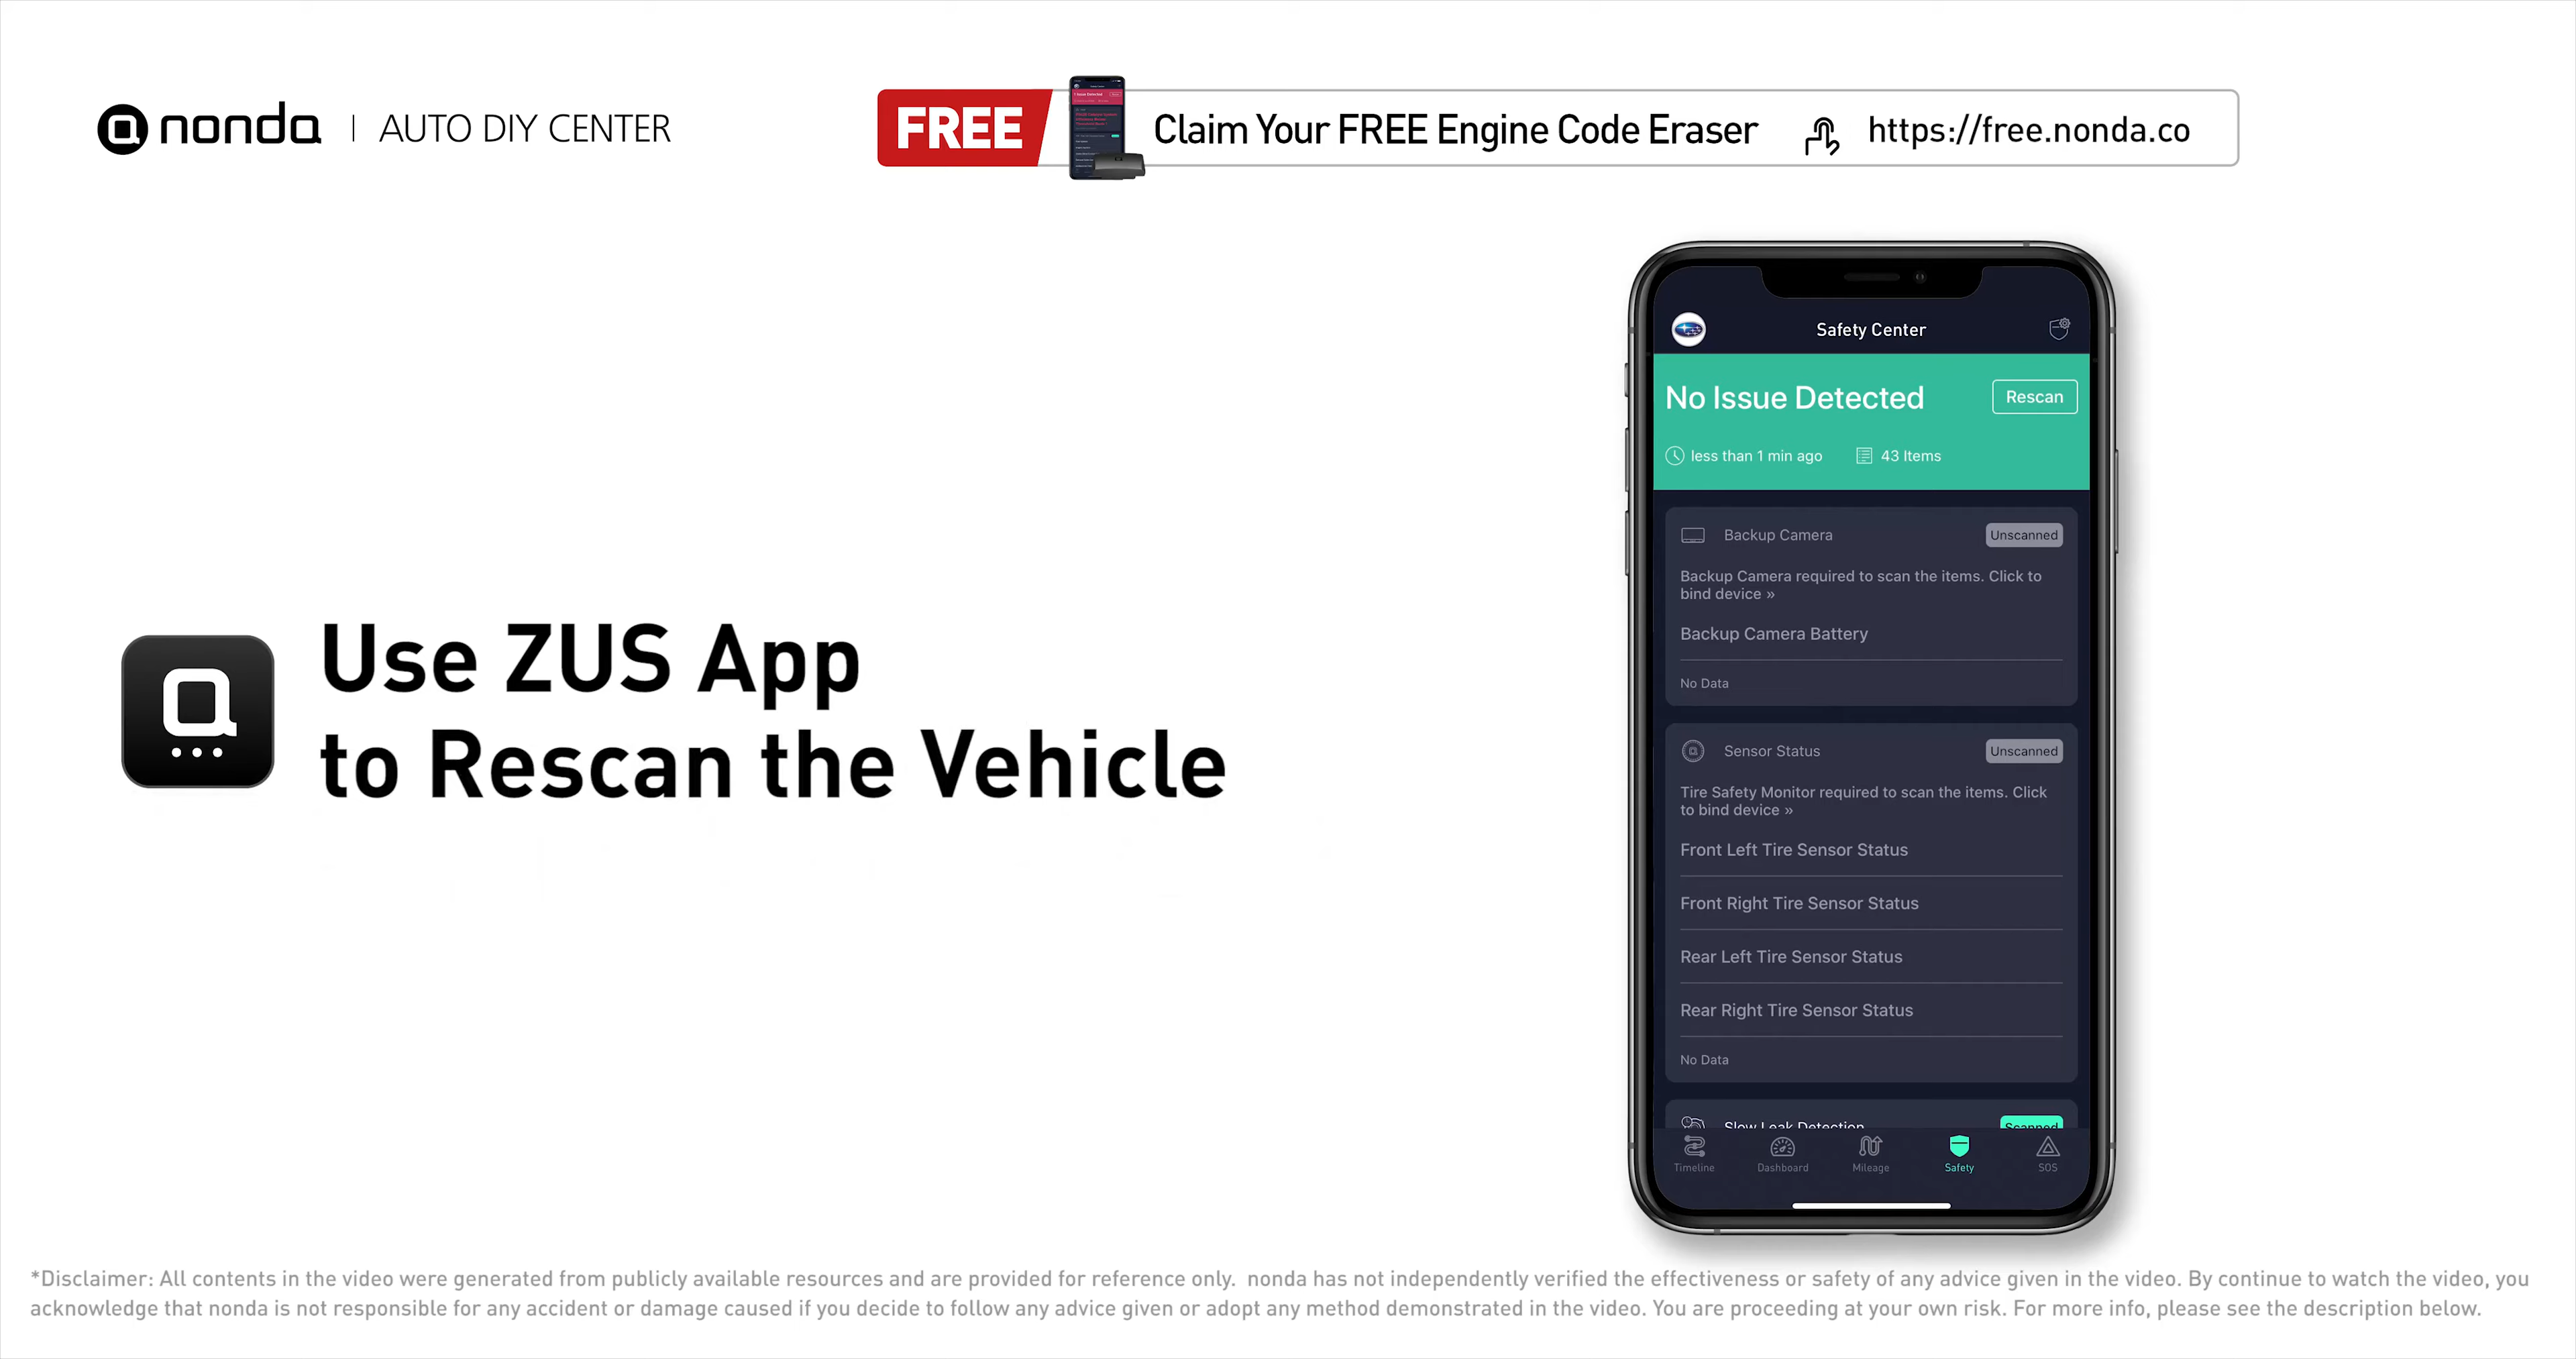 nonda | AUTO DIY CENTER
FREE Claim Your FREE Engine Code Eraser https://free.nonda.co
Use ZUS App
to Rescan the Vehicle
Safety Center
No Issue Detected Rescan
less than 1 min ago 43 Items
Backup Camera Unscanned
Backup Camera required to scan the items. Click to
bind device »
Backup Camera Battery
No Data
Sensor Status Unscanned
Tire Safety Monitor required to scan the items. Click
to bind device »
Front Left Tire Sensor Status
Front Right Tire Sensor Status
Rear Left Tire Sensor Status
Rear Right Tire Sensor Status
No Data
Slow Leak Detection Scanned
Timeline Dashboard Mileage Safety SOS
*Disclaimer: All contents in the video were generated from publicly available resources and are provided for reference only. nonda has not independently verified the effectiveness or safety of any advice given in the video. By continue to watch the video, you
acknowledge that nonda is not responsible for any accident or damage caused if you decide to follow any advice given or adopt any method demonstrated in the video. You are proceeding at your own risk. For more info, please see the description below.